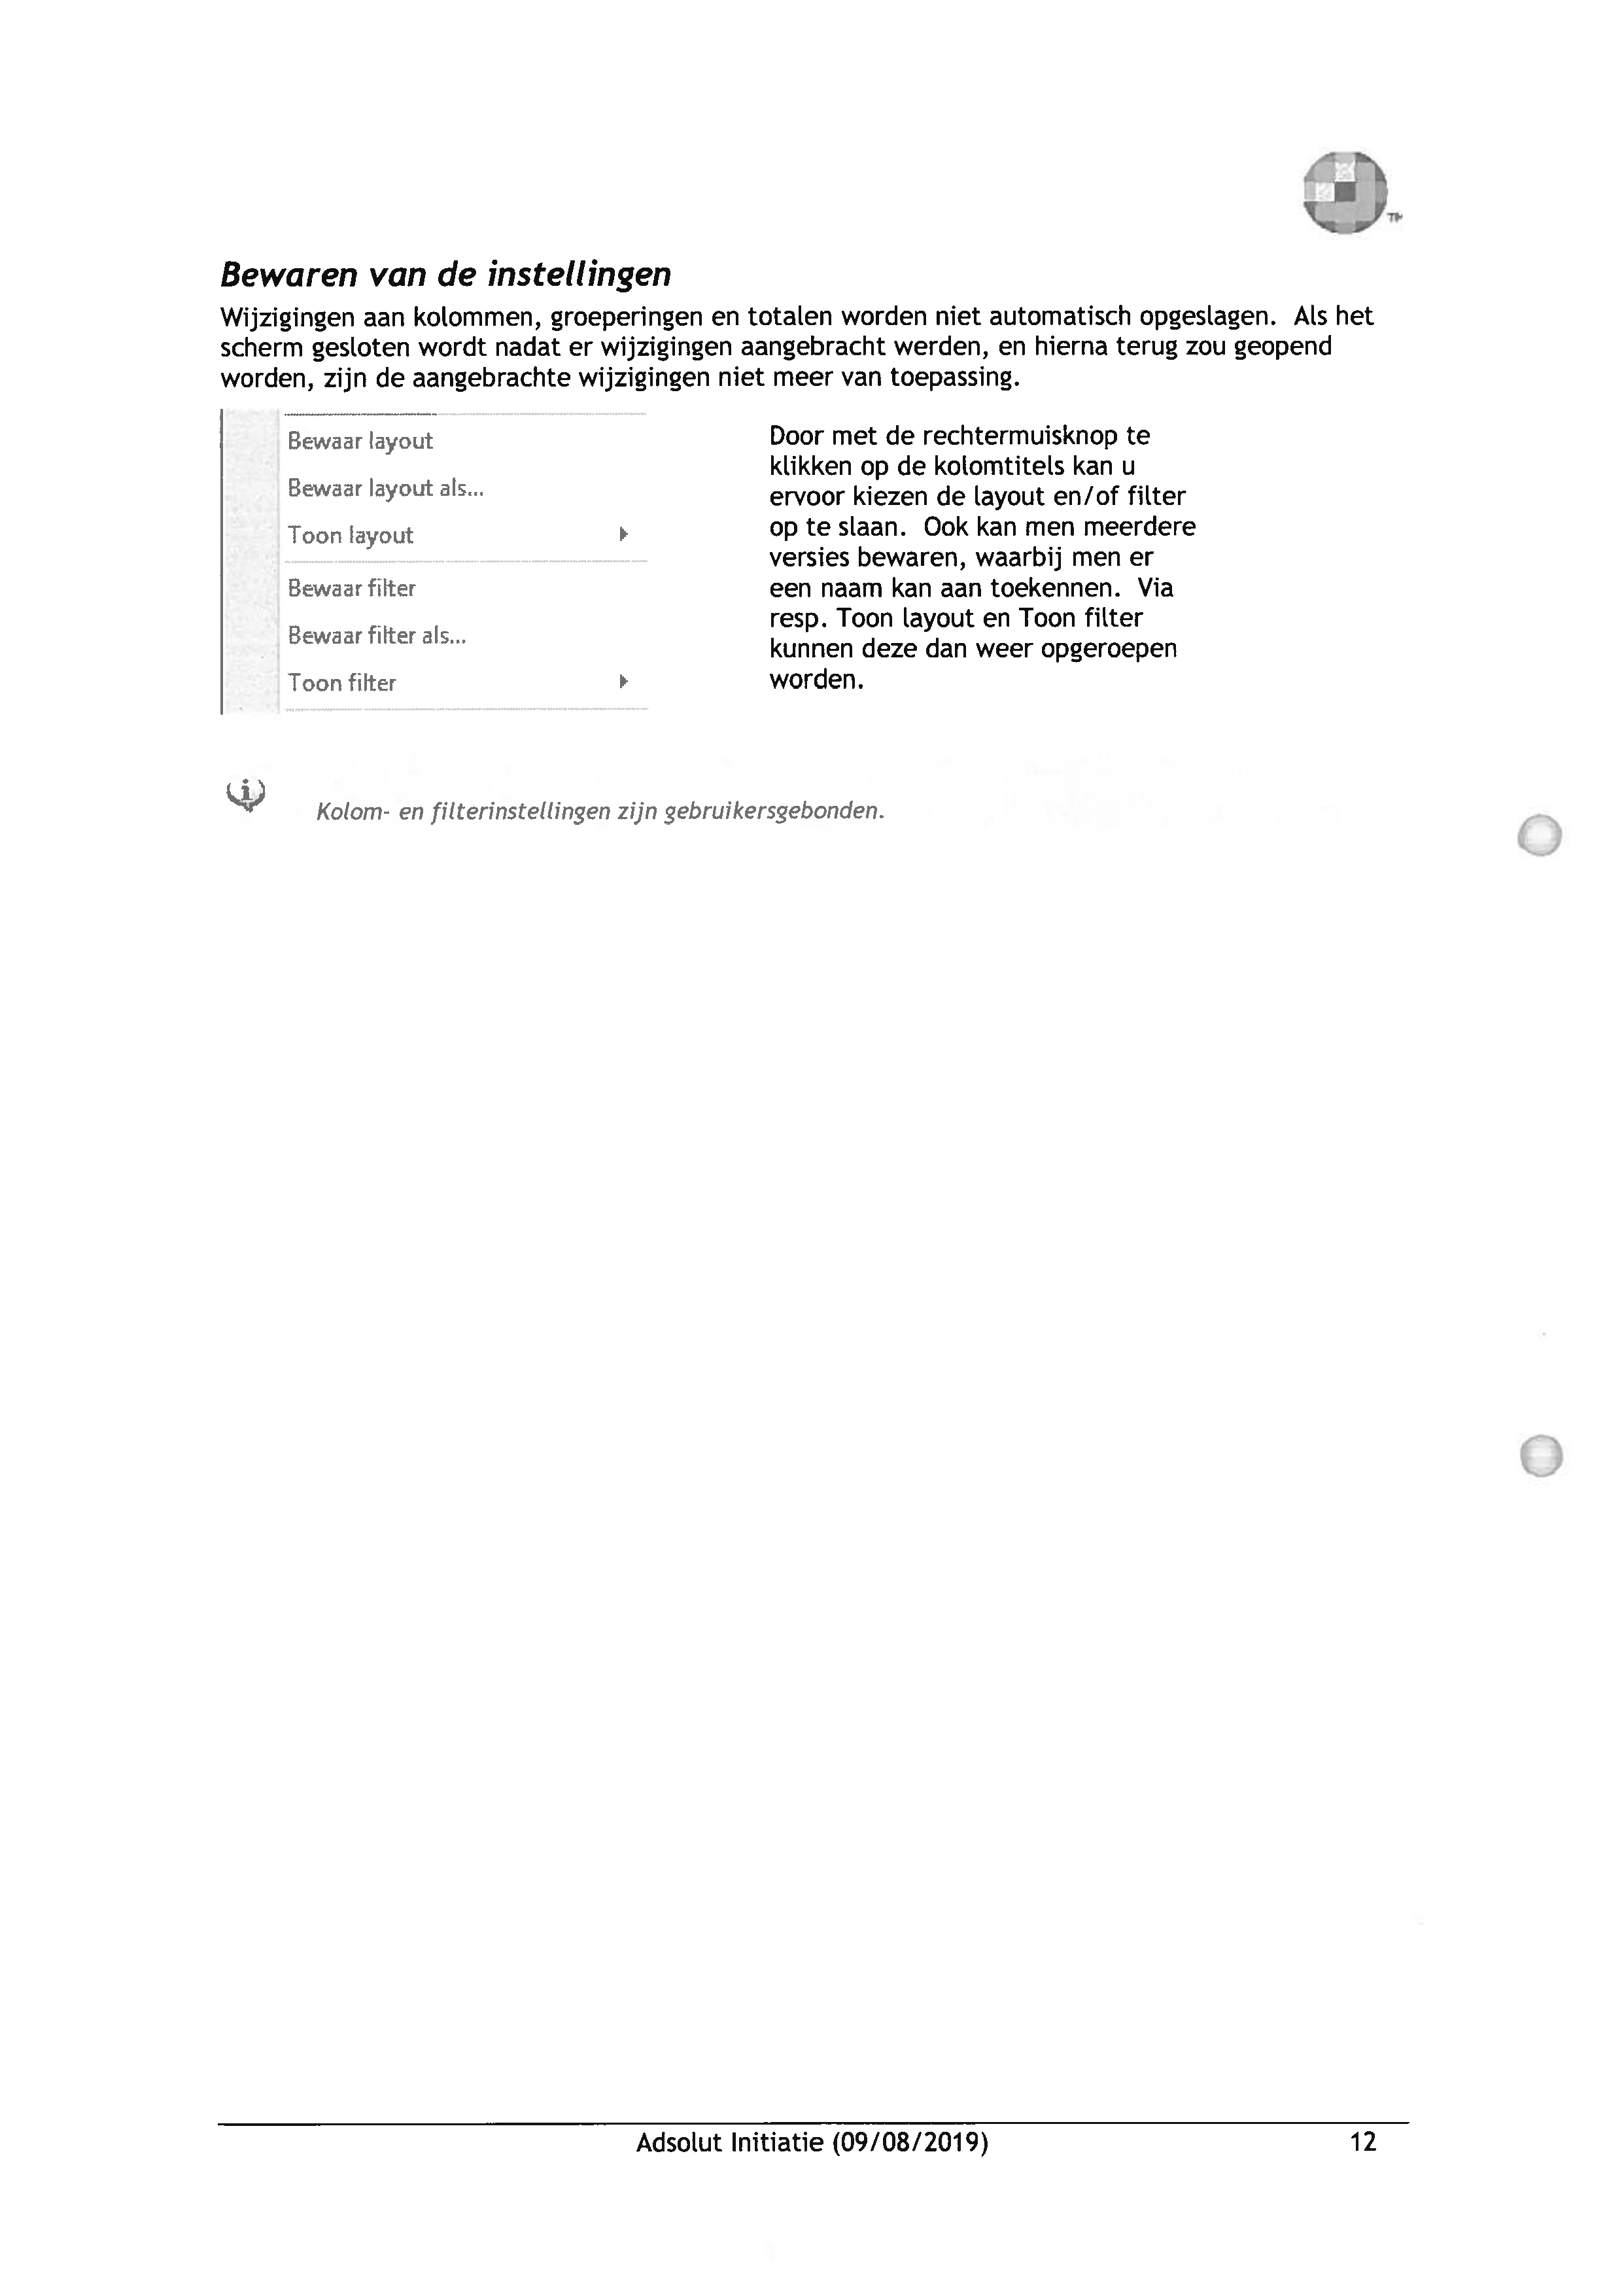 Bewaren van de instellingen
Wijzigingen aan kolommen, groeperingen en totalen worden niet automatisch opgeslagen.  Als het
scherm gesloten wordt nadat er wijzigingen aangebracht werden, en hierna terug zou geopend
worden, zijn de aangebrachte wijzigingen niet meer van toepassing.
Bewaar layout
Bewaar layout als...
Toon layout
Bewaar filter
Bewaar filter als...
Toon filter
Door met de rechtermuisknop te
klikken op de kolomtitels kan u
ervoor kiezen de layout en/of filter
op te slaan.  Ook kan men meerdere
versies bewaren, waarbij men er
een naam kan aan toekennen.  Via
resp. Toon layout en Toon filter
kunnen deze dan weer opgeroepen
worden.
Kolom- en filterinstellingen zijn gebruikersgebonden.
Adsolut Initiatie (09/08/2019) 12